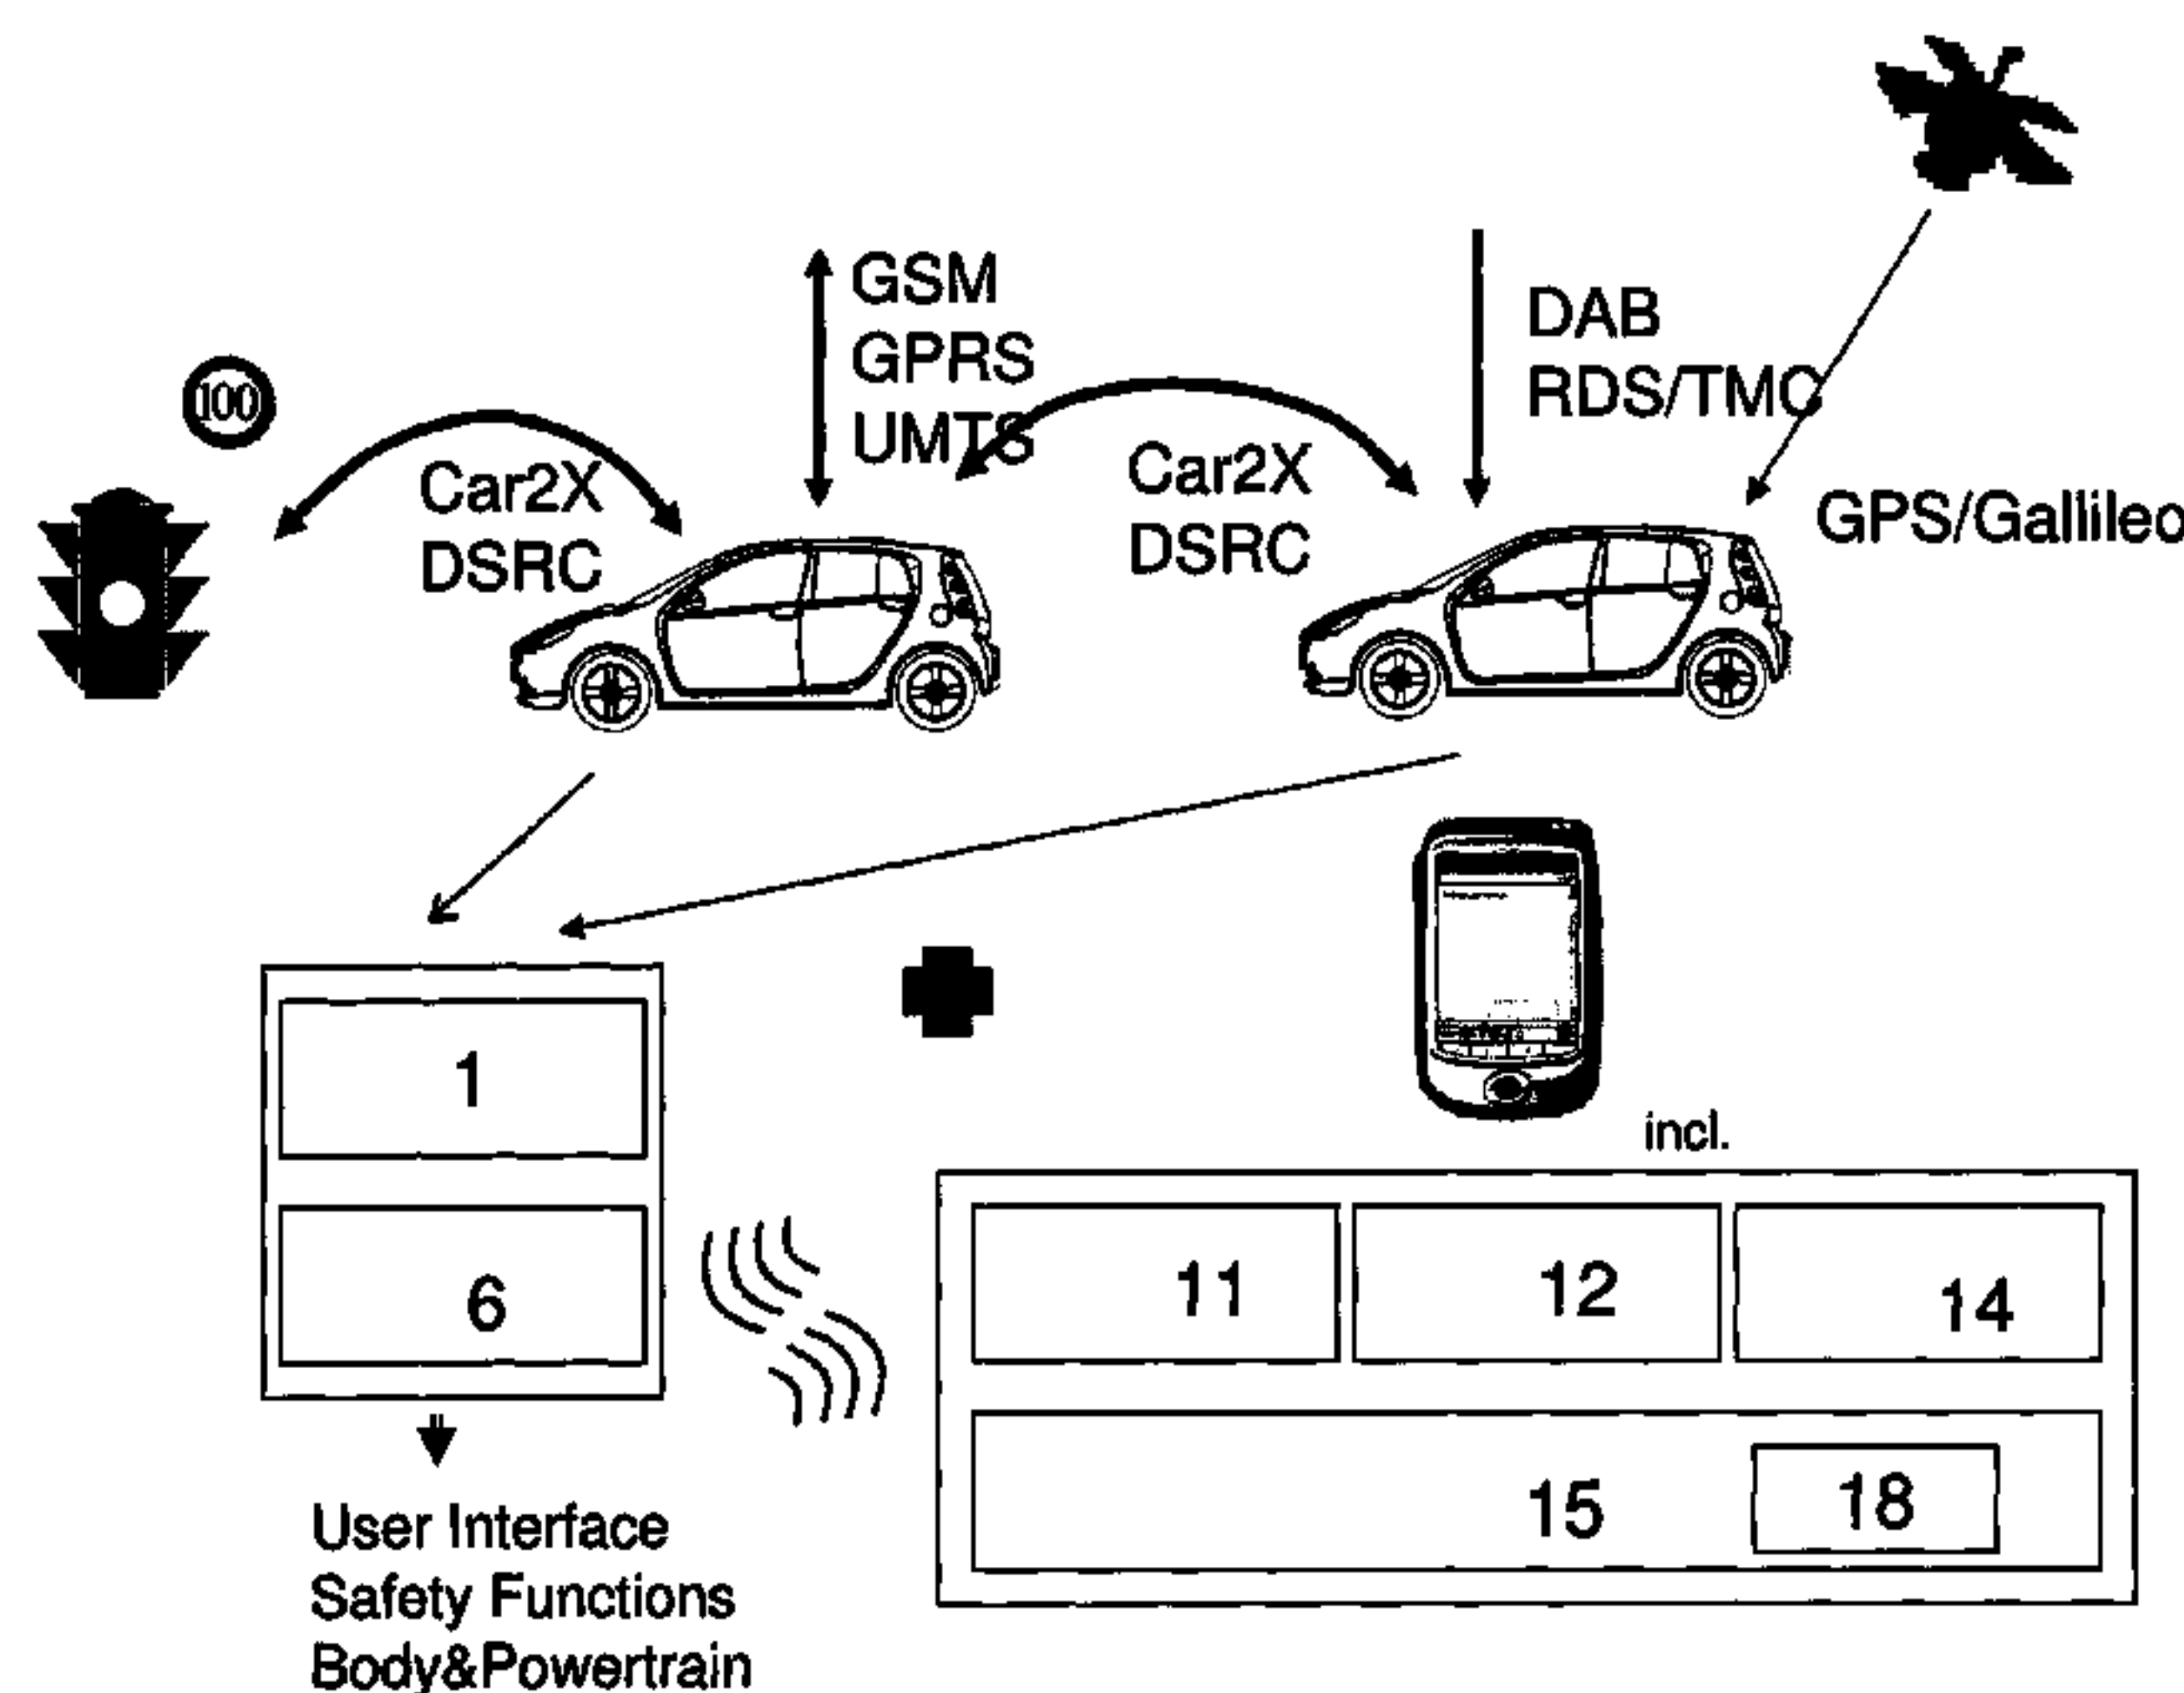 GSM
GPRS
UMTS
DAB
RDS/TMC
100
Car2X
DSRC
Car2X
DSRC
GPS/Gallileo
1
6
incl.
11
12
14
15
18
User Interface
Safety Functions
Body&Powertrain